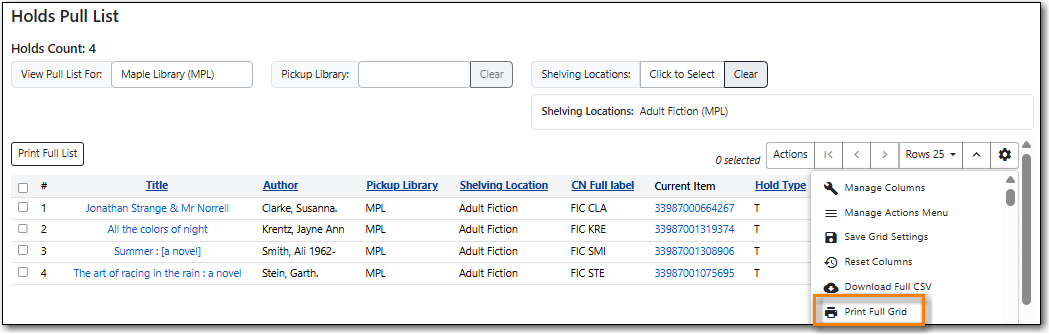 Holds Pull List
Holds Count: 4
View Pull List For: Maple Library (MPL) Pickup Library: Clear Shelving Locations: Click to Select Clear
Shelving Locations: Adult Fiction (MPL)
Print Full List 0 selected Actions Rows 25
# Title Author Pickup Library Shelving Location CN Full label Current Item Hold Type
1 Jonathan Strange & Mr Norrell Clarke, Susanna. MPL Adult Fiction FIC CLA 33987000664267 T
2 All the colors of night Krentz, Jayne Ann MPL Adult Fiction FIC KRE 33987001319374 T
3 Summer : [a novel] Smith, Ali 1962- MPL Adult Fiction FIC SMI 33987001308906 T
4 The art of racing in the rain : a novel Stein, Garth. MPL Adult Fiction FIC STE 33987001075695 T
Manage Columns
Manage Actions Menu
Save Grid Settings
Reset Columns
Download Full CSV
Print Full Grid